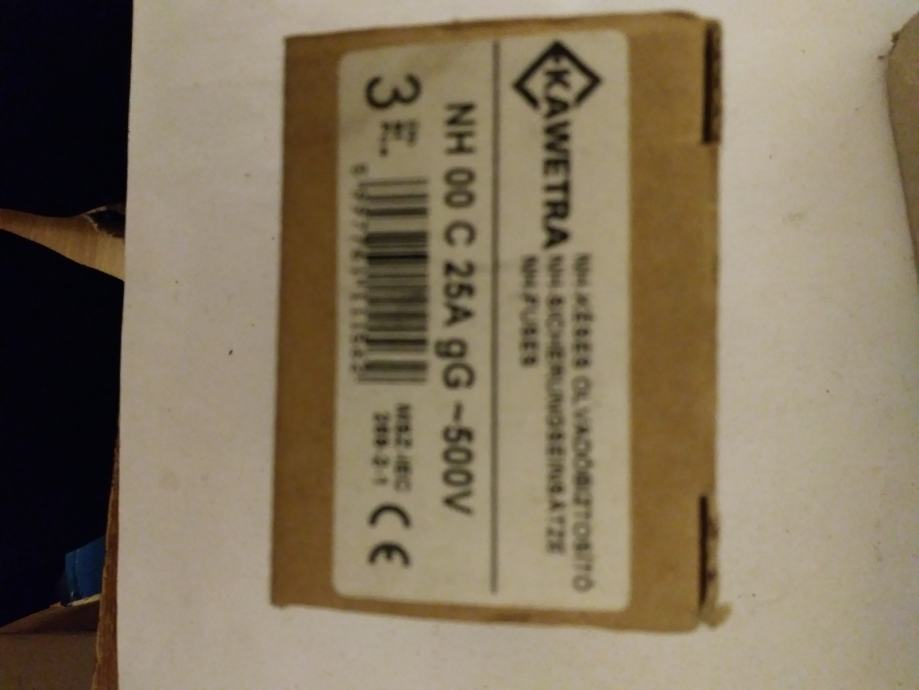 KAWETRA
NH KÉSES OLVADÓBIZTOSÍTÓ
NH SICHERUNGSEINSÄTZE
NH FUSES
NH 00 C 25A gG ~500V
3
MSZ IEC
269-2-1
CE